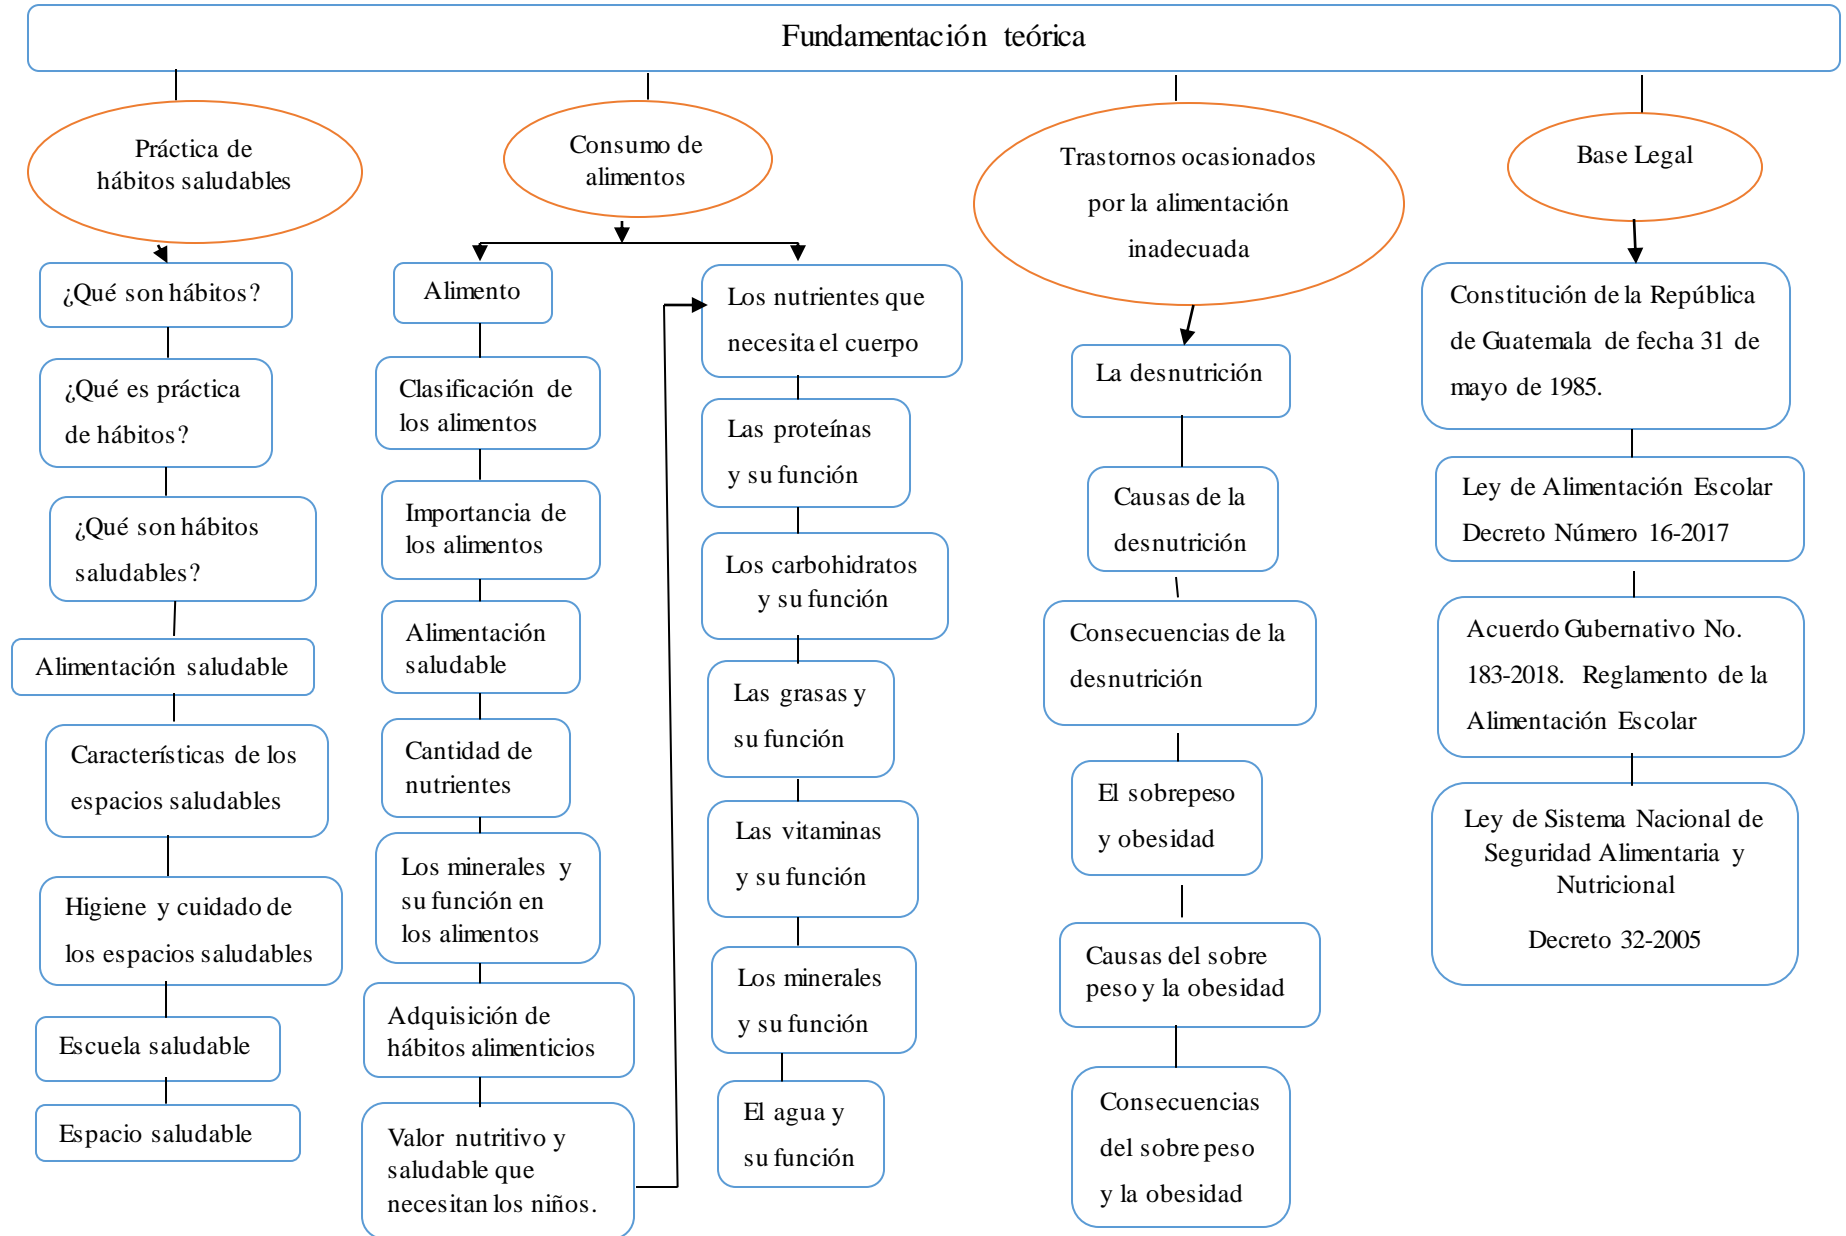 Fundamentación teórica
Práctica de
hábitos saludables
¿Qué son hábitos?
¿Qué es práctica
de hábitos?
¿Qué son hábitos
saludables?
Alimentación saludable
Características de los
espacios saludables
Higiene y cuidado de
los espacios saludables
Escuela saludable
Espacio saludable
Consumo de
alimentos
Alimento
Clasificación de
los alimentos
Importancia de
los alimentos
Alimentación
saludable
Cantidad de
nutrientes
Los minerales y
su función en
los alimentos
Adquisición de
hábitos alimenticios
Valor nutritivo y
saludable que
necesitan los niños.
Los nutrientes que
necesita el cuerpo
Las proteínas
y su función
Los carbohidratos
y su función
Las grasas y
su función
Las vitaminas
y su función
Los minerales
y su función
El agua y
su función
Trastornos ocasionados
por la alimentación
inadecuada
La desnutrición
Causas de la
desnutrición
Consecuencias de la
desnutrición
El sobrepeso
y obesidad
Causas del sobre
peso y la obesidad
Consecuencias
del sobre peso
y la obesidad
Base Legal
Constitución de la República
de Guatemala de fecha 31 de
mayo de 1985.
Ley de Alimentación Escolar
Decreto Número 16-2017
Acuerdo Gubernativo No.
183-2018. Reglamento de la
Alimentación Escolar
Ley de Sistema Nacional de
Seguridad Alimentaria y
Nutricional
Decreto 32-2005